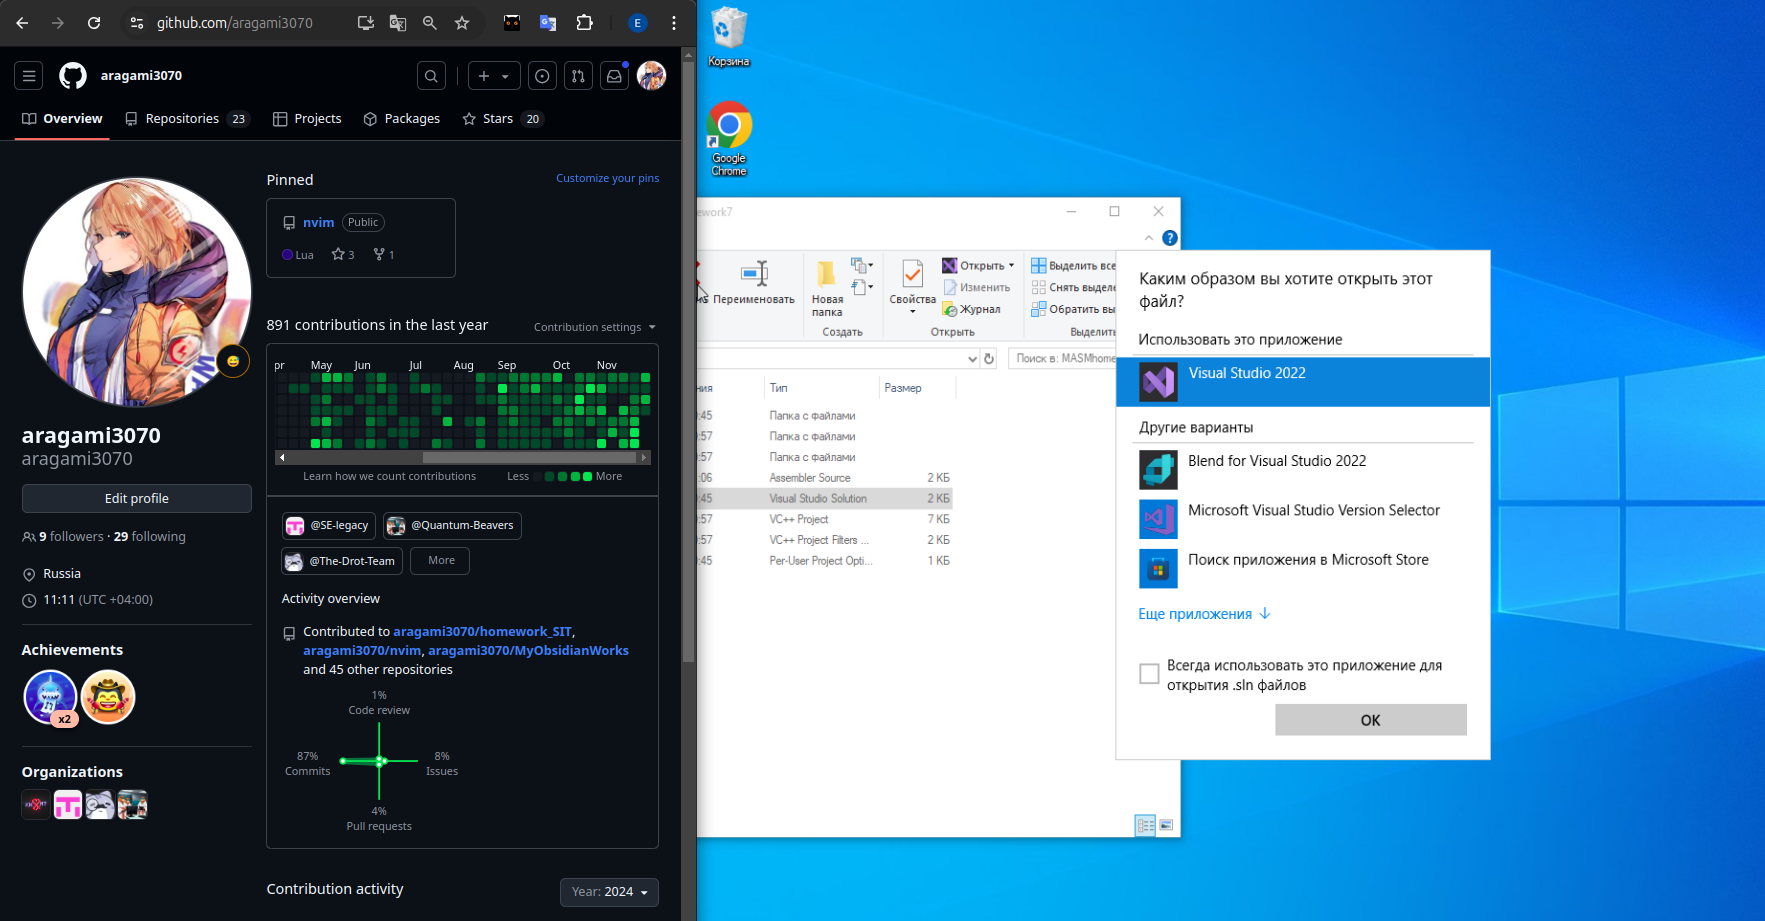 github.com/aragami3070
E
aragami3070
Overview
Repositories 23
Projects
Packages
Stars 20
Pinned
Customize your pins
nvim Public
Lua 3 1
891 contributions in the last year
Contribution settings
pr May Jun Jul Aug Sep Oct Nov
Learn how we count contributions
Less More
aragami3070
aragami3070
Edit profile
9 followers · 29 following
Russia
11:11 (UTC +04:00)
Achievements
x2
Organizations
@SE-legacy
@Quantum-Beavers
@The-Drot-Team
More
Activity overview
Contributed to aragami3070/homework_SIT,
aragami3070/nvim, aragami3070/MyObsidianWorks
and 45 other repositories
1%
Code review
87%
Commits
8%
Issues
4%
Pull requests
Contribution activity
Year: 2024
Корзина
Google
Chrome
ework7
Переименовать
Новая
папка
Создать
Свойства
Открыть
Изменить
Журнал
Открыть
Выделить все
Снять выделе
Обратить вы
Выделить
Поиск в: MASMhome
ния Тип Размер
:45 Папка с файлами
:57 Папка с файлами
:57 Папка с файлами
:06 Assembler Source 2 КБ
:45 Visual Studio Solution 2 КБ
:57 VC++ Project 7 КБ
:57 VC++ Project Filters ... 2 КБ
:45 Per-User Project Opti... 1 КБ
Каким образом вы хотите открыть этот
файл?
Использовать это приложение
Visual Studio 2022
Другие варианты
Blend for Visual Studio 2022
Microsoft Visual Studio Version Selector
Поиск приложения в Microsoft Store
Еще приложения
Всегда использовать это приложение для
открытия .sln файлов
ОК